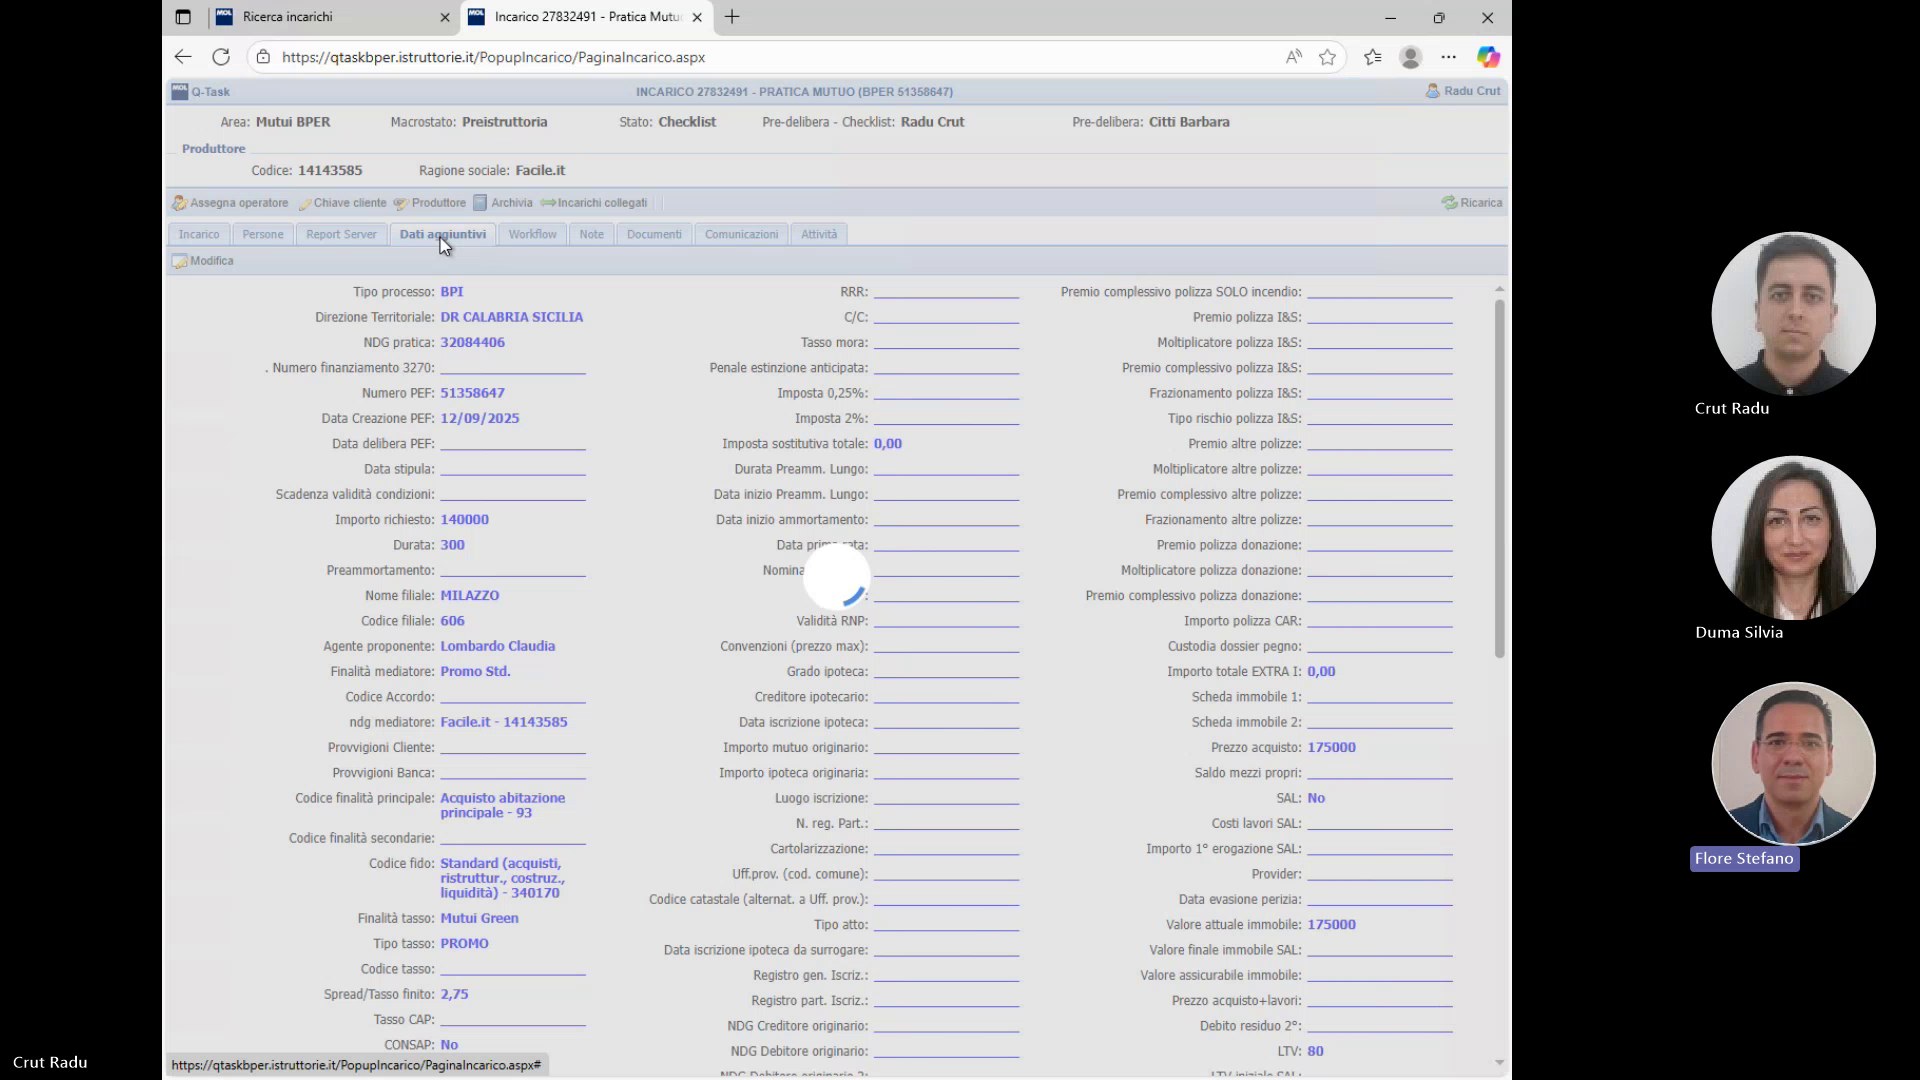 Ricerca incarichi
Incarico 27832491 - Pratica Mutu
https://qtaskbper.istruttorie.it/PopupIncarico/PaginaIncarico.aspx
MOL Q-Task
INCARICO 27832491 - PRATICA MUTUO (BPER 51358647)
Radu Crut
Area: Mutui BPER Macrostato: Preistruttoria Stato: Checklist Pre-delibera - Checklist: Radu Crut Pre-delibera: Citti Barbara
Produttore
Codice: 14143585 Ragione sociale: Facile.it
Assegna operatore Chiave cliente Produttore Archivia Incarichi collegati Ricarica
Incarico Persone Report Server Dati aggiuntivi Workflow Note Documenti Comunicazioni Attività
Modifica
Tipo processo: BPI
Direzione Territoriale: DR CALABRIA SICILIA
NDG pratica: 32084406
. Numero finanziamento 3270:
Numero PEF: 51358647
Data Creazione PEF: 12/09/2025
Data delibera PEF:
Data stipula:
Scadenza validità condizioni:
Importo richiesto: 140000
Durata: 300
Preammortamento:
Nome filiale: MILAZZO
Codice filiale: 606
Agente proponente: Lombardo Claudia
Finalità mediatore: Promo Std.
Codice Accordo:
ndg mediatore: Facile.it - 14143585
Provvigioni Cliente:
Provvigioni Banca:
Codice finalità principale: Acquisto abitazione
principale - 93
Codice finalità secondarie:
Codice fido: Standard (acquisti,
ristruttur., costruz.,
liquidità) - 340170
Finalità tasso: Mutui Green
Tipo tasso: PROMO
Codice tasso:
Spread/Tasso finito: 2,75
Tasso CAP:
CONSAP: No
RRR:
C/C:
Tasso mora:
Penale estinzione anticipata:
Imposta 0,25%:
Imposta 2%:
Imposta sostitutiva totale: 0,00
Durata Preamm. Lungo:
Data inizio Preamm. Lungo:
Data inizio ammortamento:
Data prima rata:
Nomina
Validità RNP:
Convenzioni (prezzo max):
Grado ipoteca:
Creditore ipotecario:
Data iscrizione ipoteca:
Importo mutuo originario:
Importo ipoteca originaria:
Luogo iscrizione:
N. reg. Part.:
Cartolarizzazione:
Uff.prov. (cod. comune):
Codice catastale (alternat. a Uff. prov.):
Tipo atto:
Data iscrizione ipoteca da surrogare:
Registro gen. Iscriz.:
Registro part. Iscriz.:
NDG Creditore originario:
NDG Debitore originario:
NDG Debitore originario 2:
Premio complessivo polizza SOLO incendio:
Premio polizza I&S:
Moltiplicatore polizza I&S:
Premio complessivo polizza I&S:
Frazionamento polizza I&S:
Tipo rischio polizza I&S:
Premio altre polizze:
Moltiplicatore altre polizze:
Premio complessivo altre polizze:
Frazionamento altre polizze:
Premio polizza donazione:
Moltiplicatore polizza donazione:
Premio complessivo polizza donazione:
Importo polizza CAR:
Custodia dossier pegno:
Importo totale EXTRA I: 0,00
Scheda immobile 1:
Scheda immobile 2:
Prezzo acquisto: 175000
Saldo mezzi propri:
SAL: No
Costi lavori SAL:
Importo 1° erogazione SAL:
Provider:
Data evasione perizia:
Valore attuale immobile: 175000
Valore finale immobile SAL:
Valore assicurabile immobile:
Prezzo acquisto+lavori:
Debito residuo 2°:
LTV: 80
LTV iniziale SAL:
https://qtaskbper.istruttorie.it/PopupIncarico/PaginaIncarico.aspx#
Crut Radu
Duma Silvia
Flore Stefano
Crut Radu